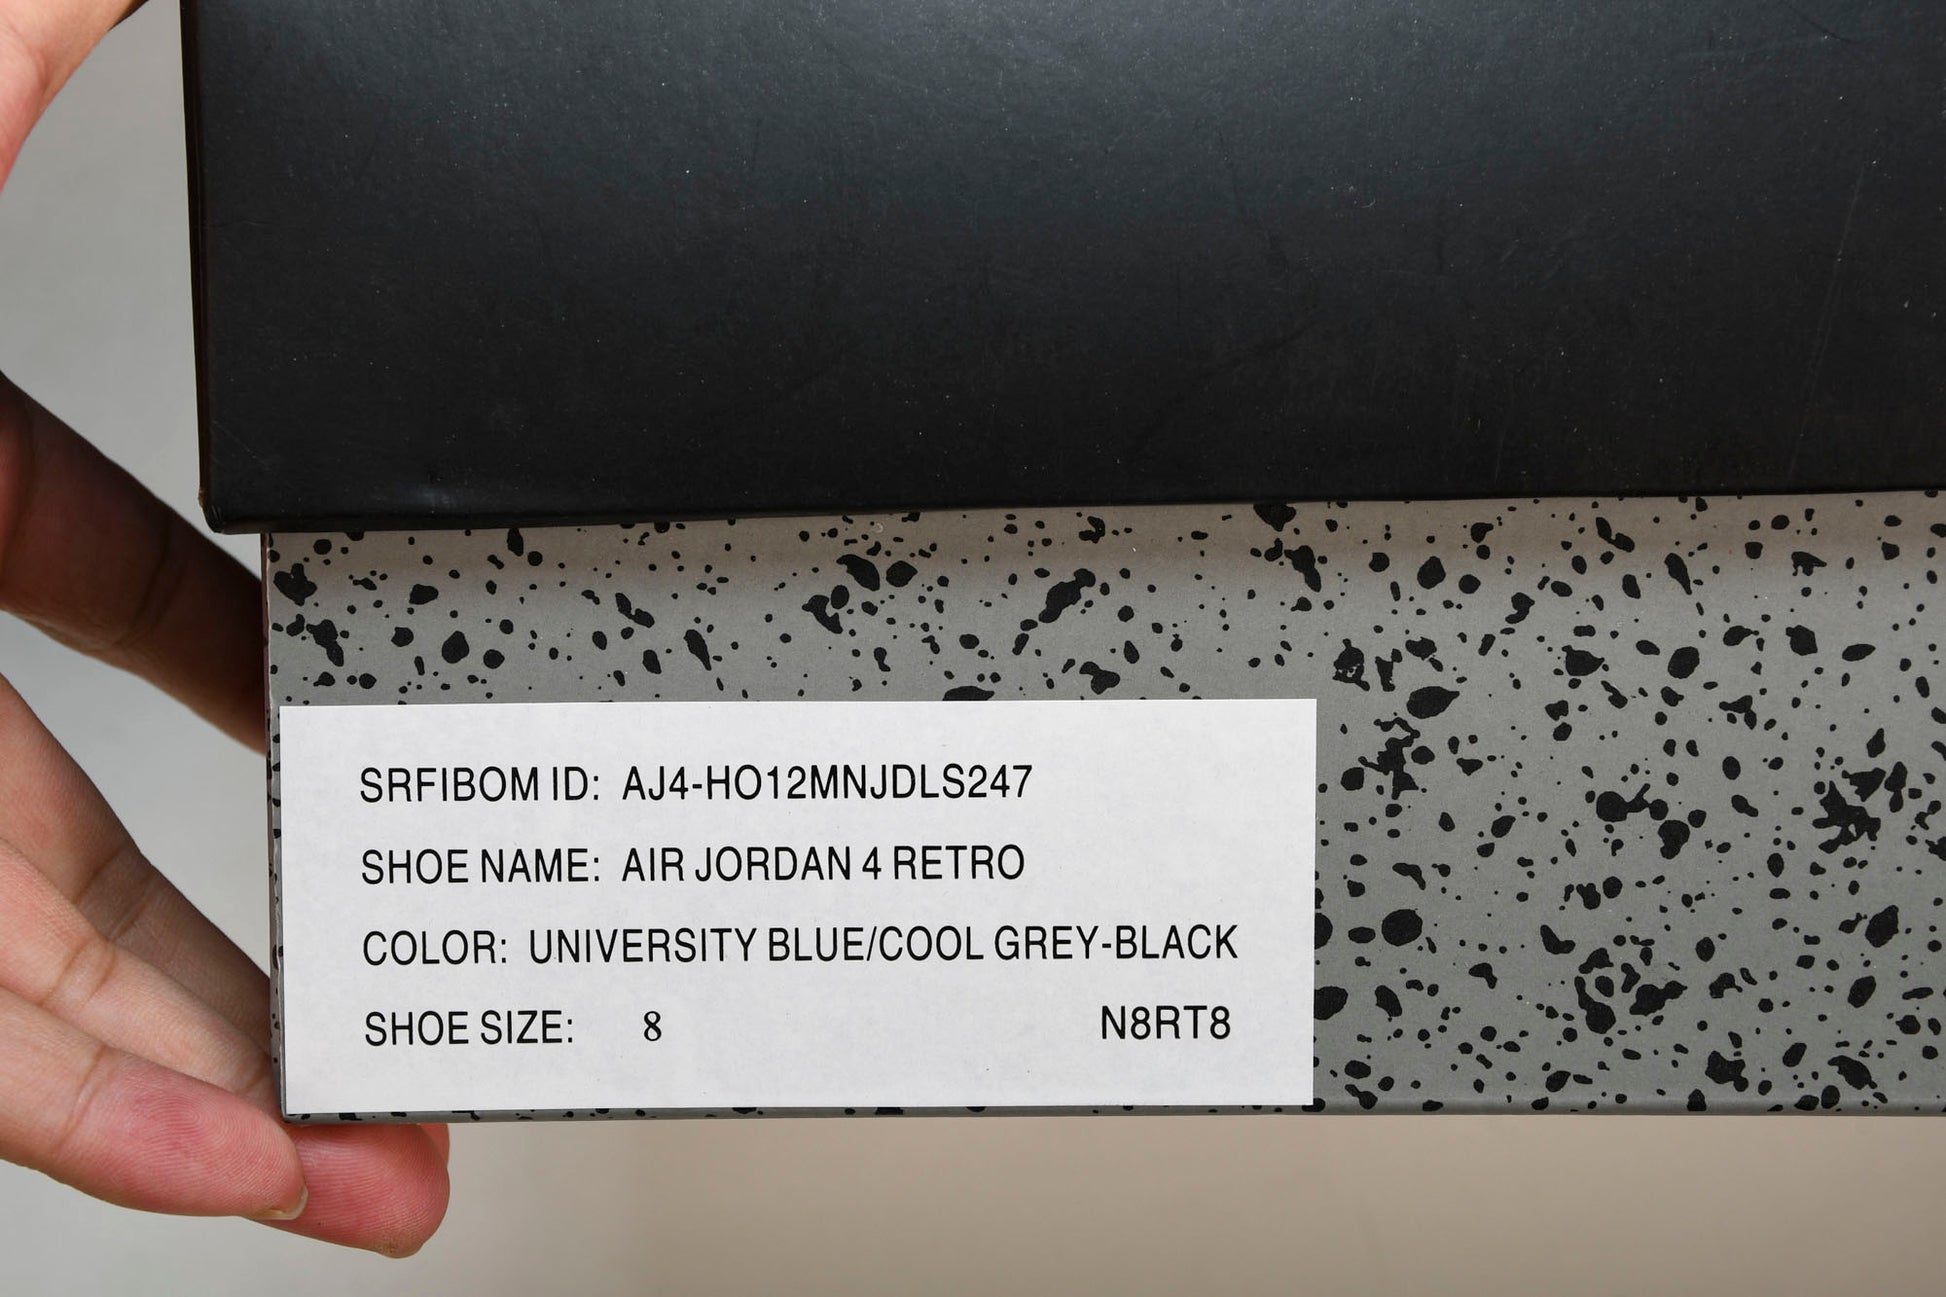 SRFIBOM ID: AJ4-HO12MNJDLS247
SHOE NAME: AIR JORDAN 4 RETRO
COLOR: UNIVERSITY BLUE/COOL GREY-BLACK
SHOE SIZE: 8 N8RT8